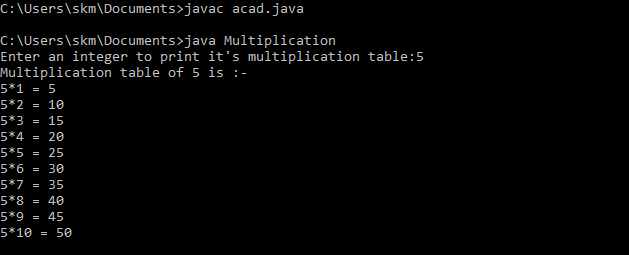 C:\Users\skm\Documents>javac acad.java
C:\Users\skm\Documents>java Multiplication
Enter an integer to print it's multiplication table:5
Multiplication table of 5 is :-
5*1 = 5
5*2 = 10
5*3 = 15
5*4 = 20
5*5 = 25
5*6 = 30
5*7 = 35
5*8 = 40
5*9 = 45
5*10 = 50